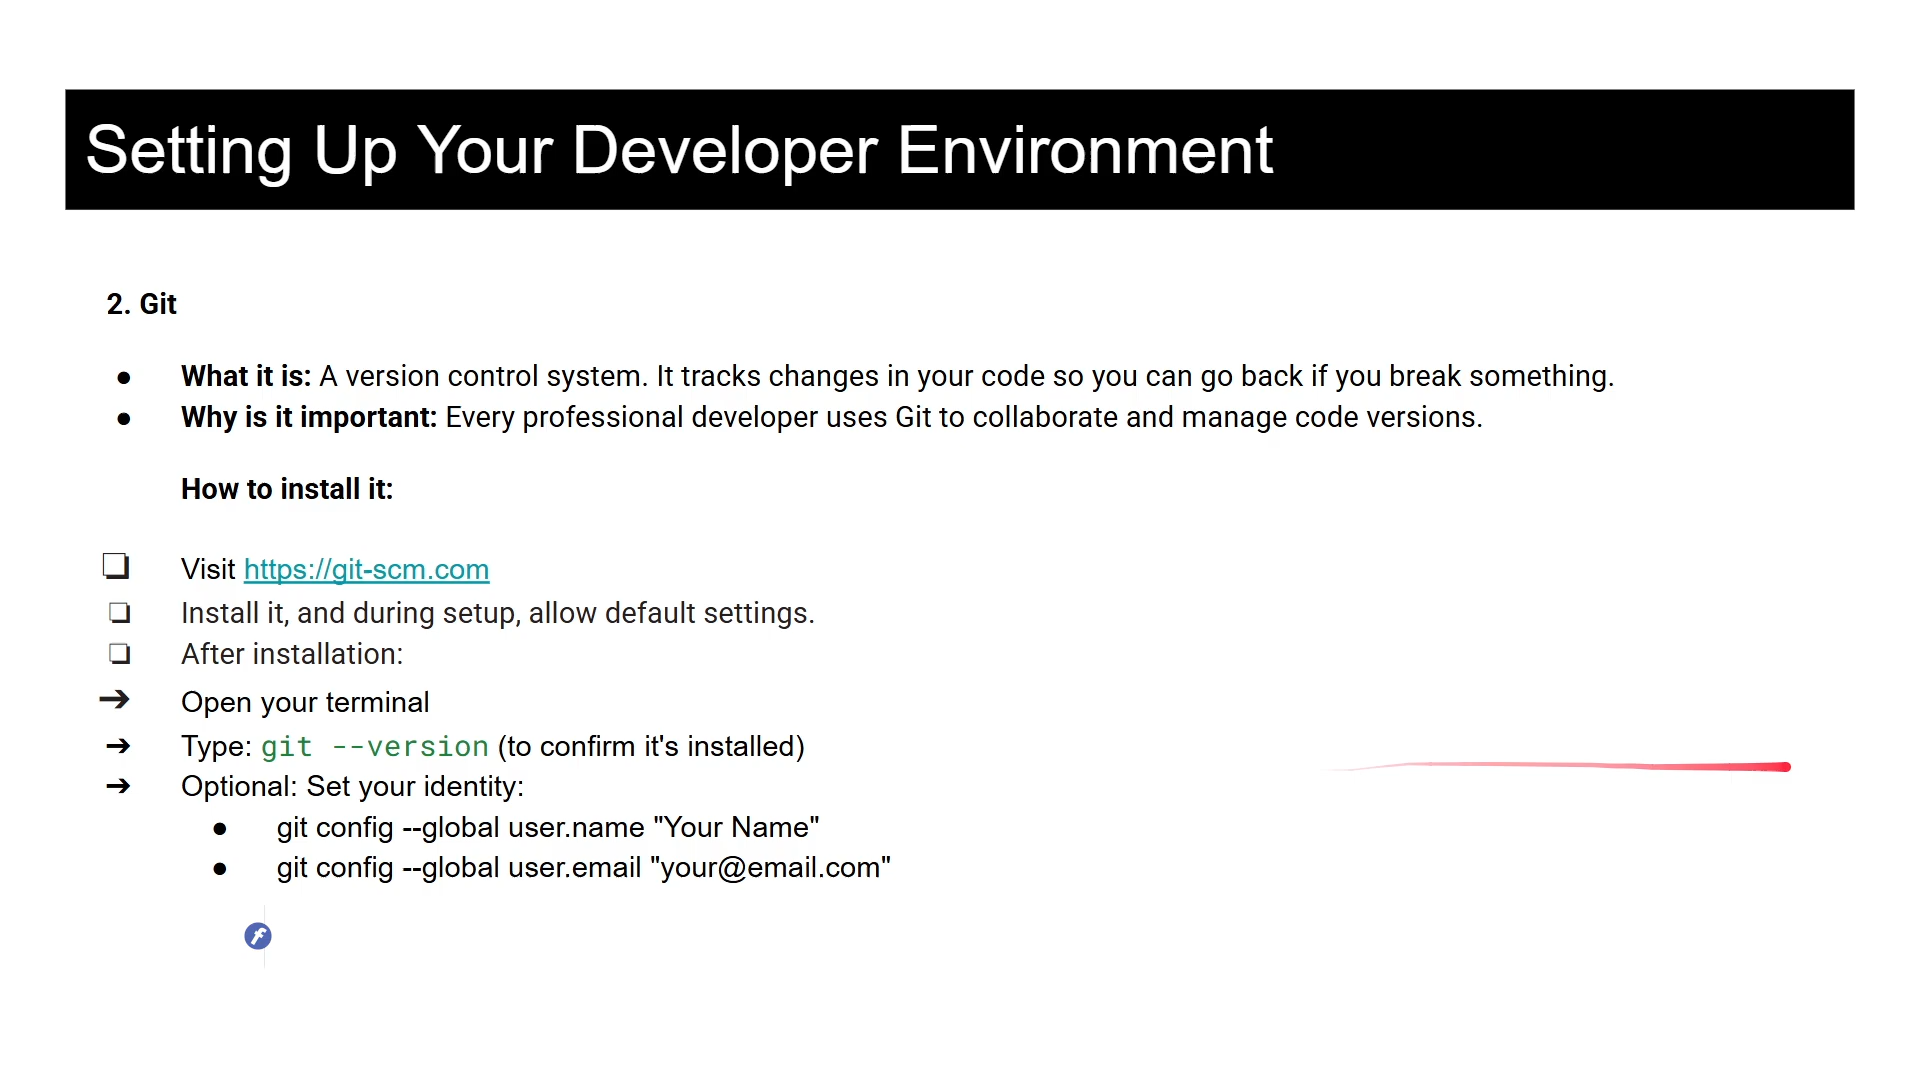 Setting Up Your Developer Environment
2. Git
● What it is: A version control system. It tracks changes in your code so you can go back if you break something.
● Why is it important: Every professional developer uses Git to collaborate and manage code versions.
How to install it:
❏ Visit https://git-scm.com
❏ Install it, and during setup, allow default settings.
❏ After installation:
➔ Open your terminal
➔ Type: git --version (to confirm it's installed)
➔ Optional: Set your identity:
● git config --global user.name "Your Name"
● git config --global user.email "your@email.com"